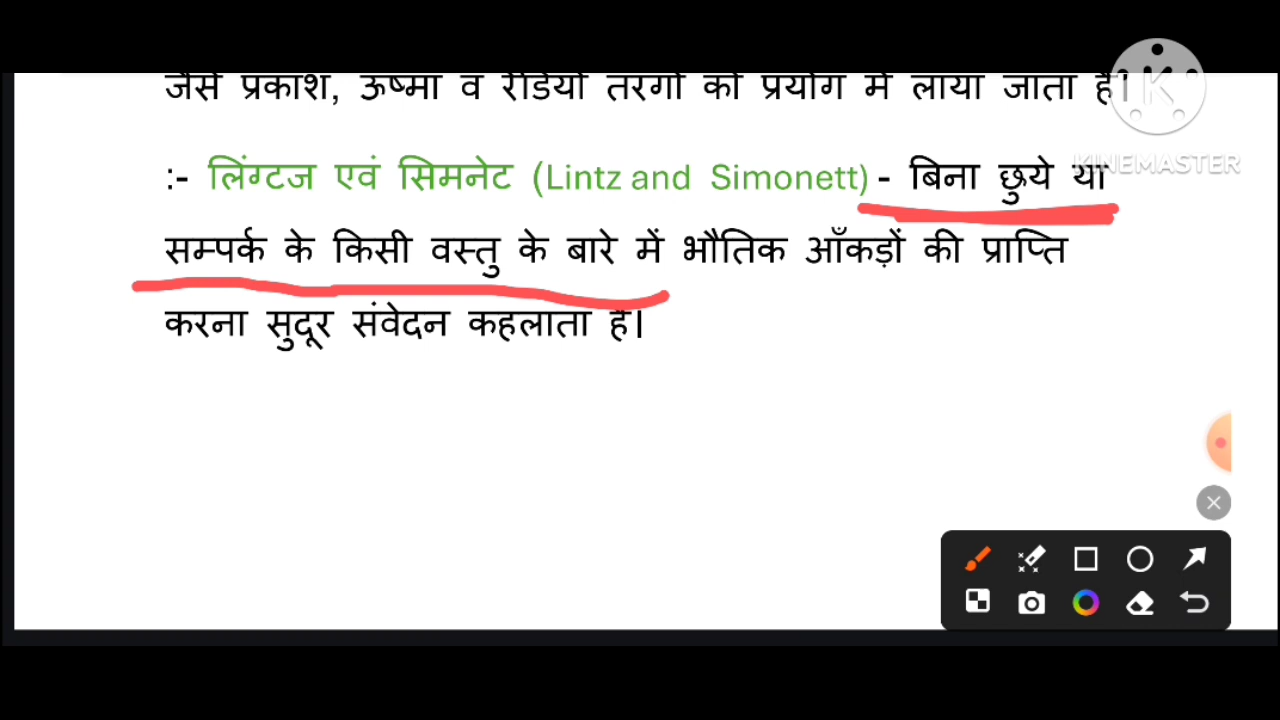 जैसे प्रकाश, ऊष्मा व रेडियो तरंगों को प्रयोग में लाया जाता है।
KINEMASTER
:- लिंग्टज एवं सिमनेट (Lintz and Simonett) - बिना छुये या
सम्पर्क के किसी वस्तु के बारे में भौतिक आँकड़ों की प्राप्ति
करना सुदूर संवेदन कहलाता है।